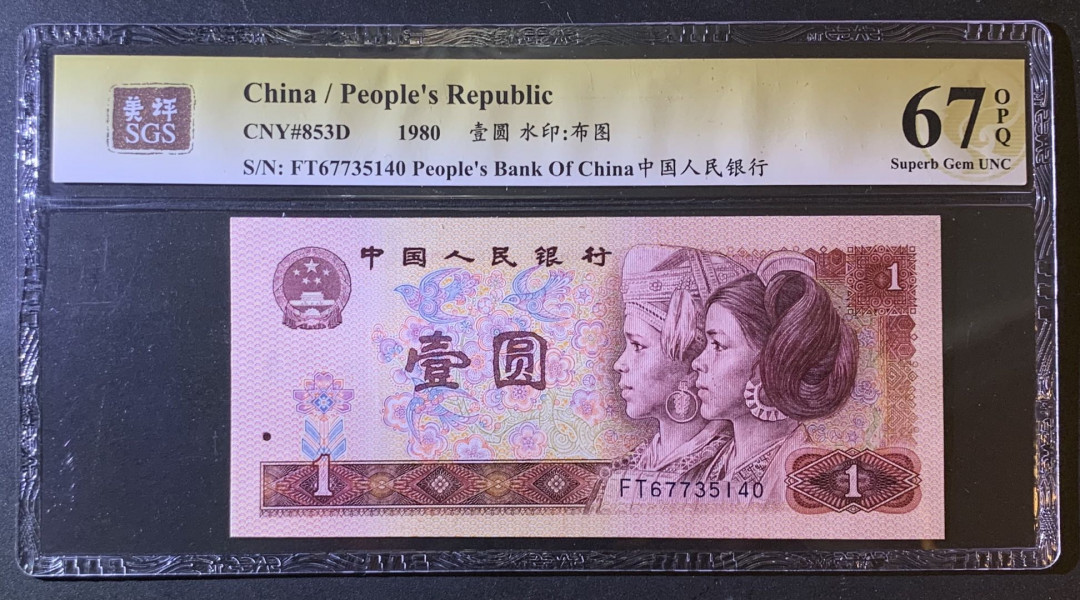 美评
SGS
China / People's Republic
CNY#853D 1980 壹圆 水印:布图
S/N: FT67735140 People's Bank Of China中国人民银行
67
OPQ
Superb Gem UNC
中国人民银行
1
壹圆
1
FT67735140
1